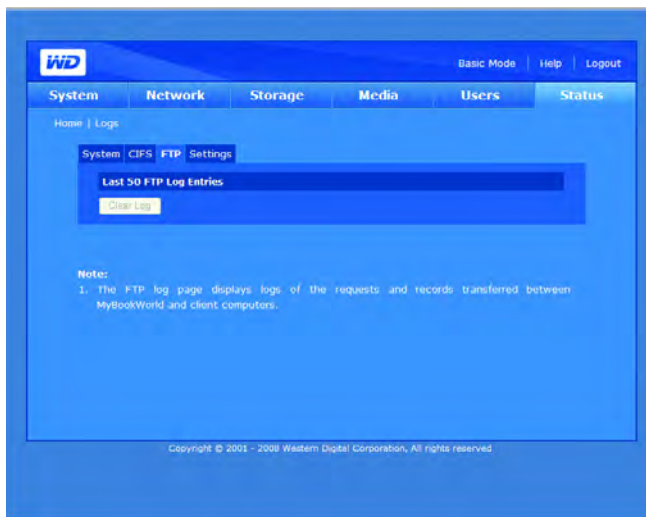 WD
Basic Mode | Help | Logout
System Network Storage Media Users Status
Home | Logs
System CIFS FTP Settings
Last 50 FTP Log Entries
Clear Log
Note:
1. The FTP log page displays logs of the requests and records transferred between
MyBookWorld and client computers.
Copyright © 2001 - 2008 Western Digital Corporation, All rights reserved